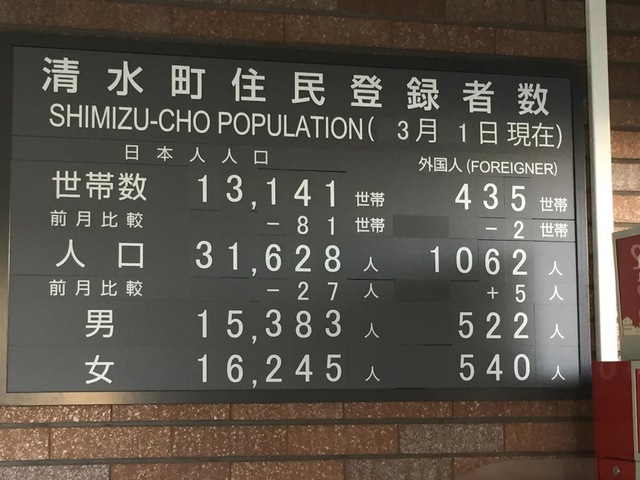 清水町住民登録者数
SHIMIZU-CHO POPULATION( 3月 1日 現在)
日本人人口 外国人(FOREIGNER)
世帯数 13,141 世帯 435 世帯
前月比較 -81 世帯 -2 世帯
人口 31,628 人 1062 人
前月比較 -27 人 +5 人
男 15,383 人 522 人
女 16,245 人 540 人